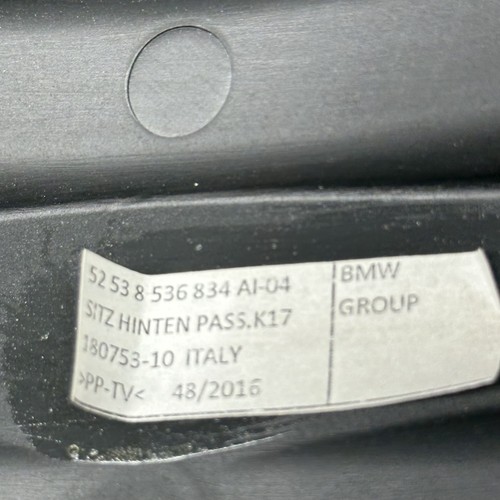 52 53 8 536 834 AI-04
SITZ HINTEN PASS.K17
180753-10 ITALY
>PP-TV< 48/2016
BMW
GROUP